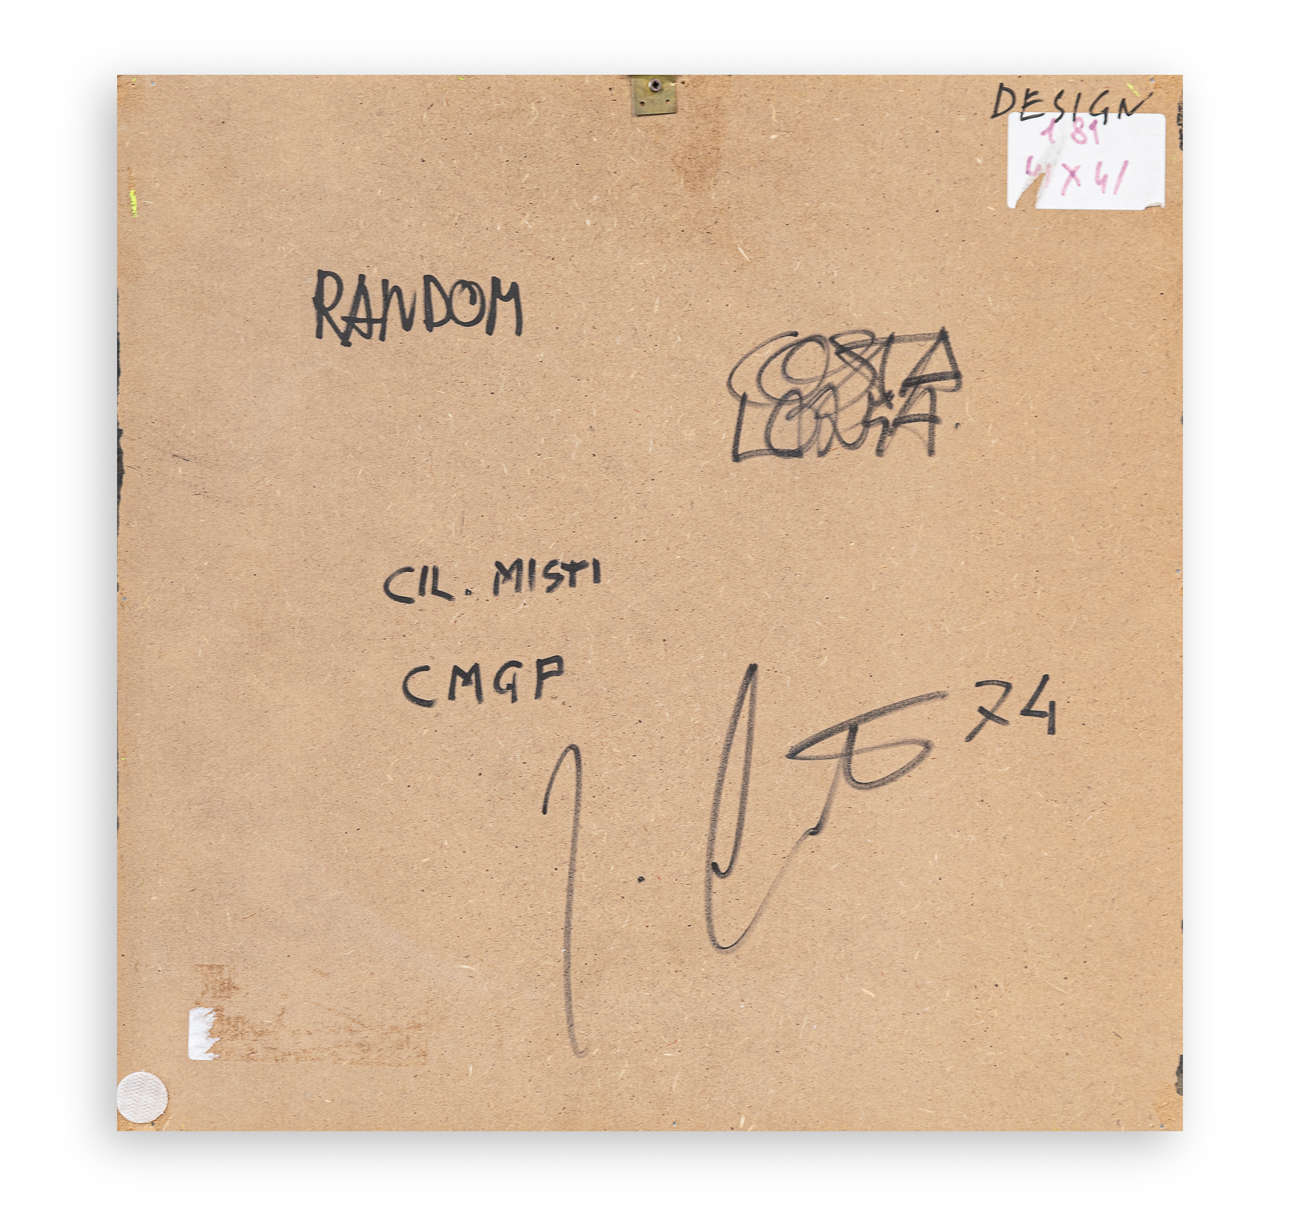 DESIGN
181
41 X 41
RANDOM
COSTA
LONGA.
CIL. MISTI
CMGP
74